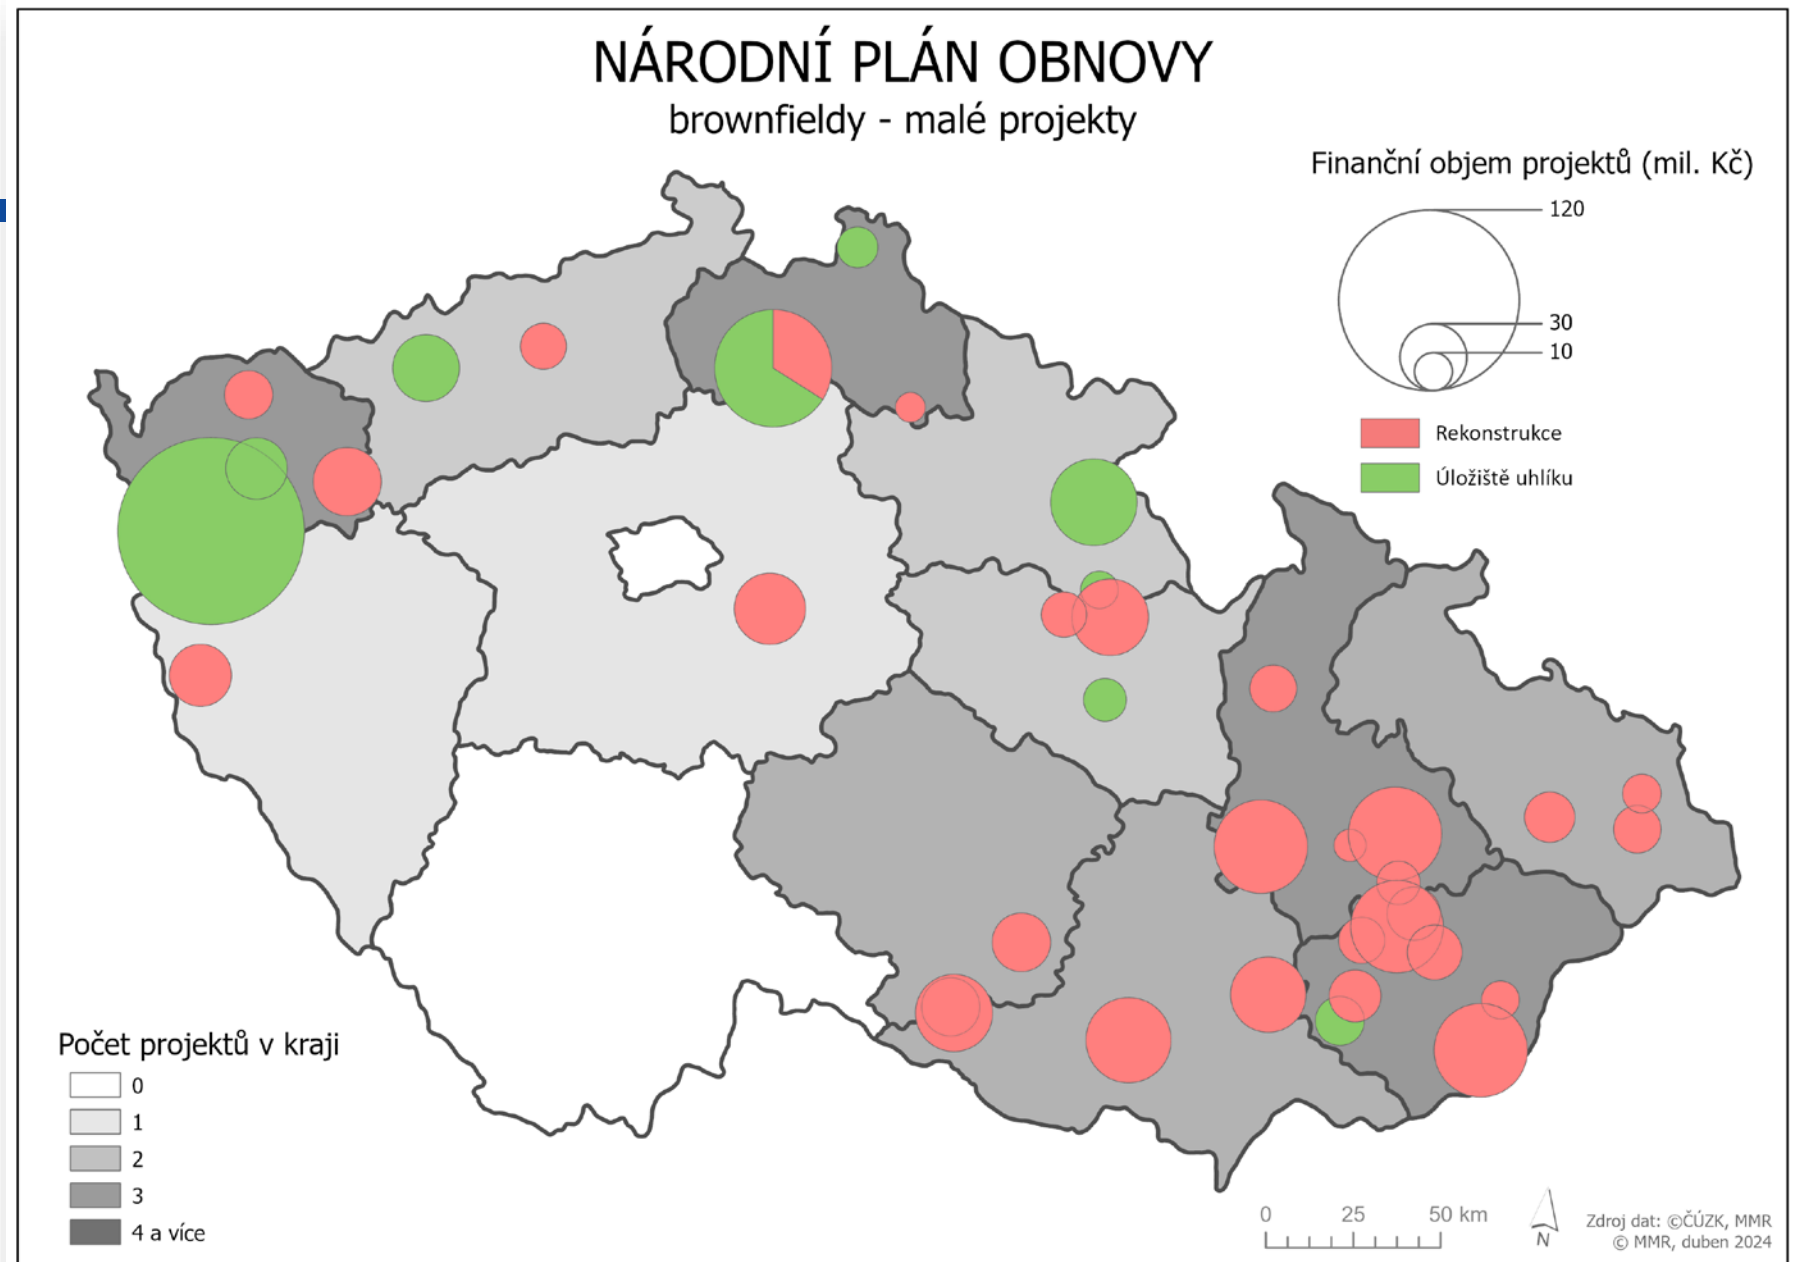 NÁRODNÍ PLÁN OBNOVY
brownfieldy - malé projekty
Finanční objem projektů (mil. Kč)
120
30
10
Rekonstrukce
Úložiště uhlíku
Počet projektů v kraji
0
1
2
3
4 a více
0 25 50 km
N
Zdroj dat: ©ČÚZK, MMR
© MMR, duben 2024